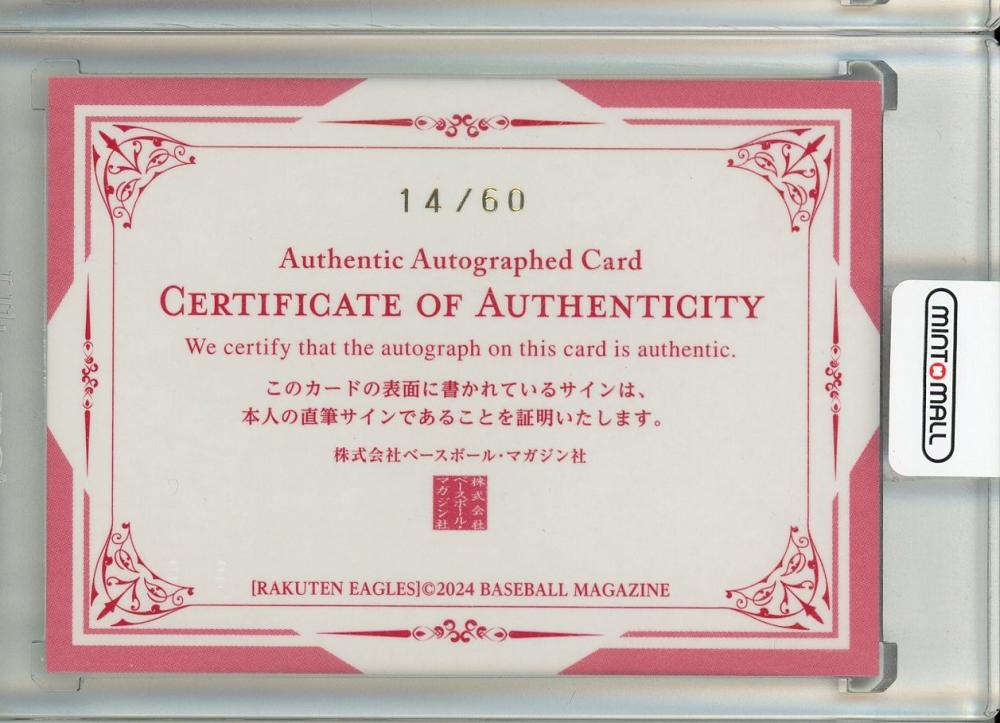 14/60
Authentic Autographed Card
CERTIFICATE OF AUTHENTICITY
We certify that the autograph on this card is authentic.
このカードの表面に書かれているサインは、
本人の直筆サインであることを証明いたします。
株式会社ベースボール・マガジン社
株式会社
ベースボール・
マガジン社
[RAKUTEN EAGLES]©2024 BASEBALL MAGAZINE
MINTOMALL